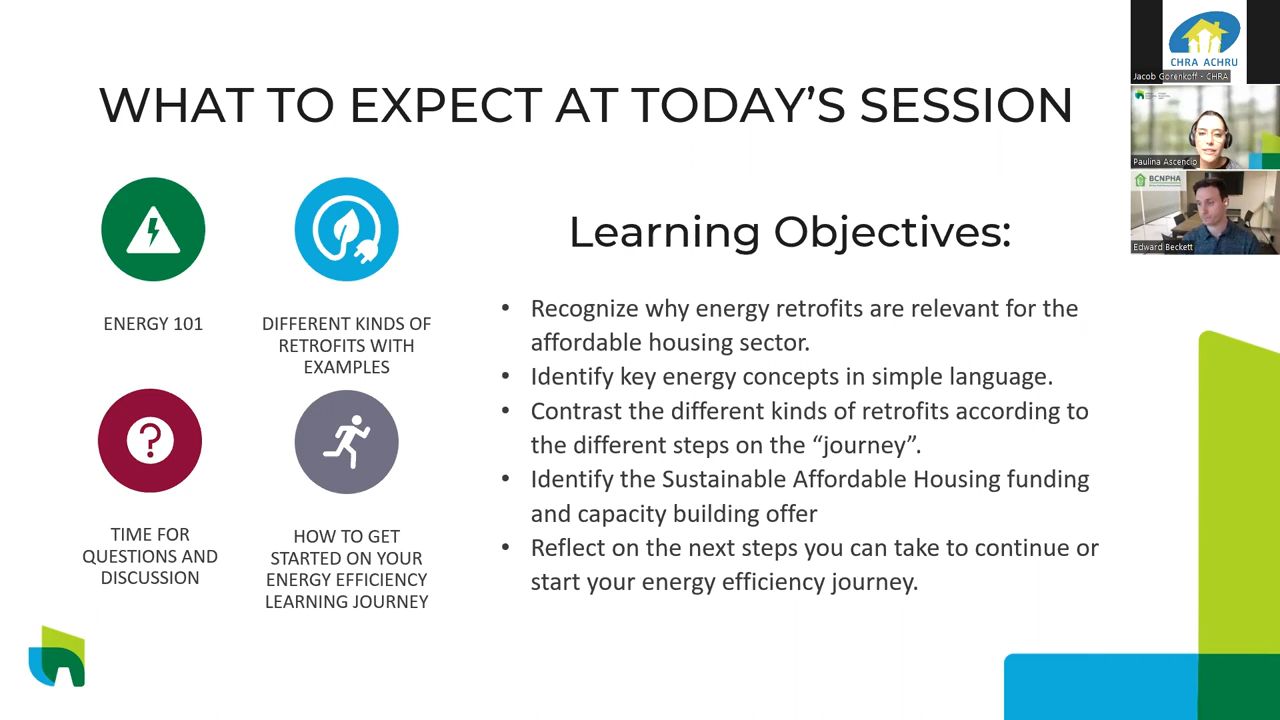 WHAT TO EXPECT AT TODAY'S SESSION
ENERGY 101
DIFFERENT KINDS OF
RETROFITS WITH
EXAMPLES
TIME FOR
QUESTIONS AND
DISCUSSION
HOW TO GET
STARTED ON YOUR
ENERGY EFFICIENCY
LEARNING JOURNEY
Learning Objectives:
• Recognize why energy retrofits are relevant for the
affordable housing sector.
• Identify key energy concepts in simple language.
• Contrast the different kinds of retrofits according to
the different steps on the “journey”.
• Identify the Sustainable Affordable Housing funding
and capacity building offer
• Reflect on the next steps you can take to continue or
start your energy efficiency journey.
CHRA ACHRU
Jacob Gorenkoff - CHRA
Paulina Ascencio
BCNPHA
Edward Beckett